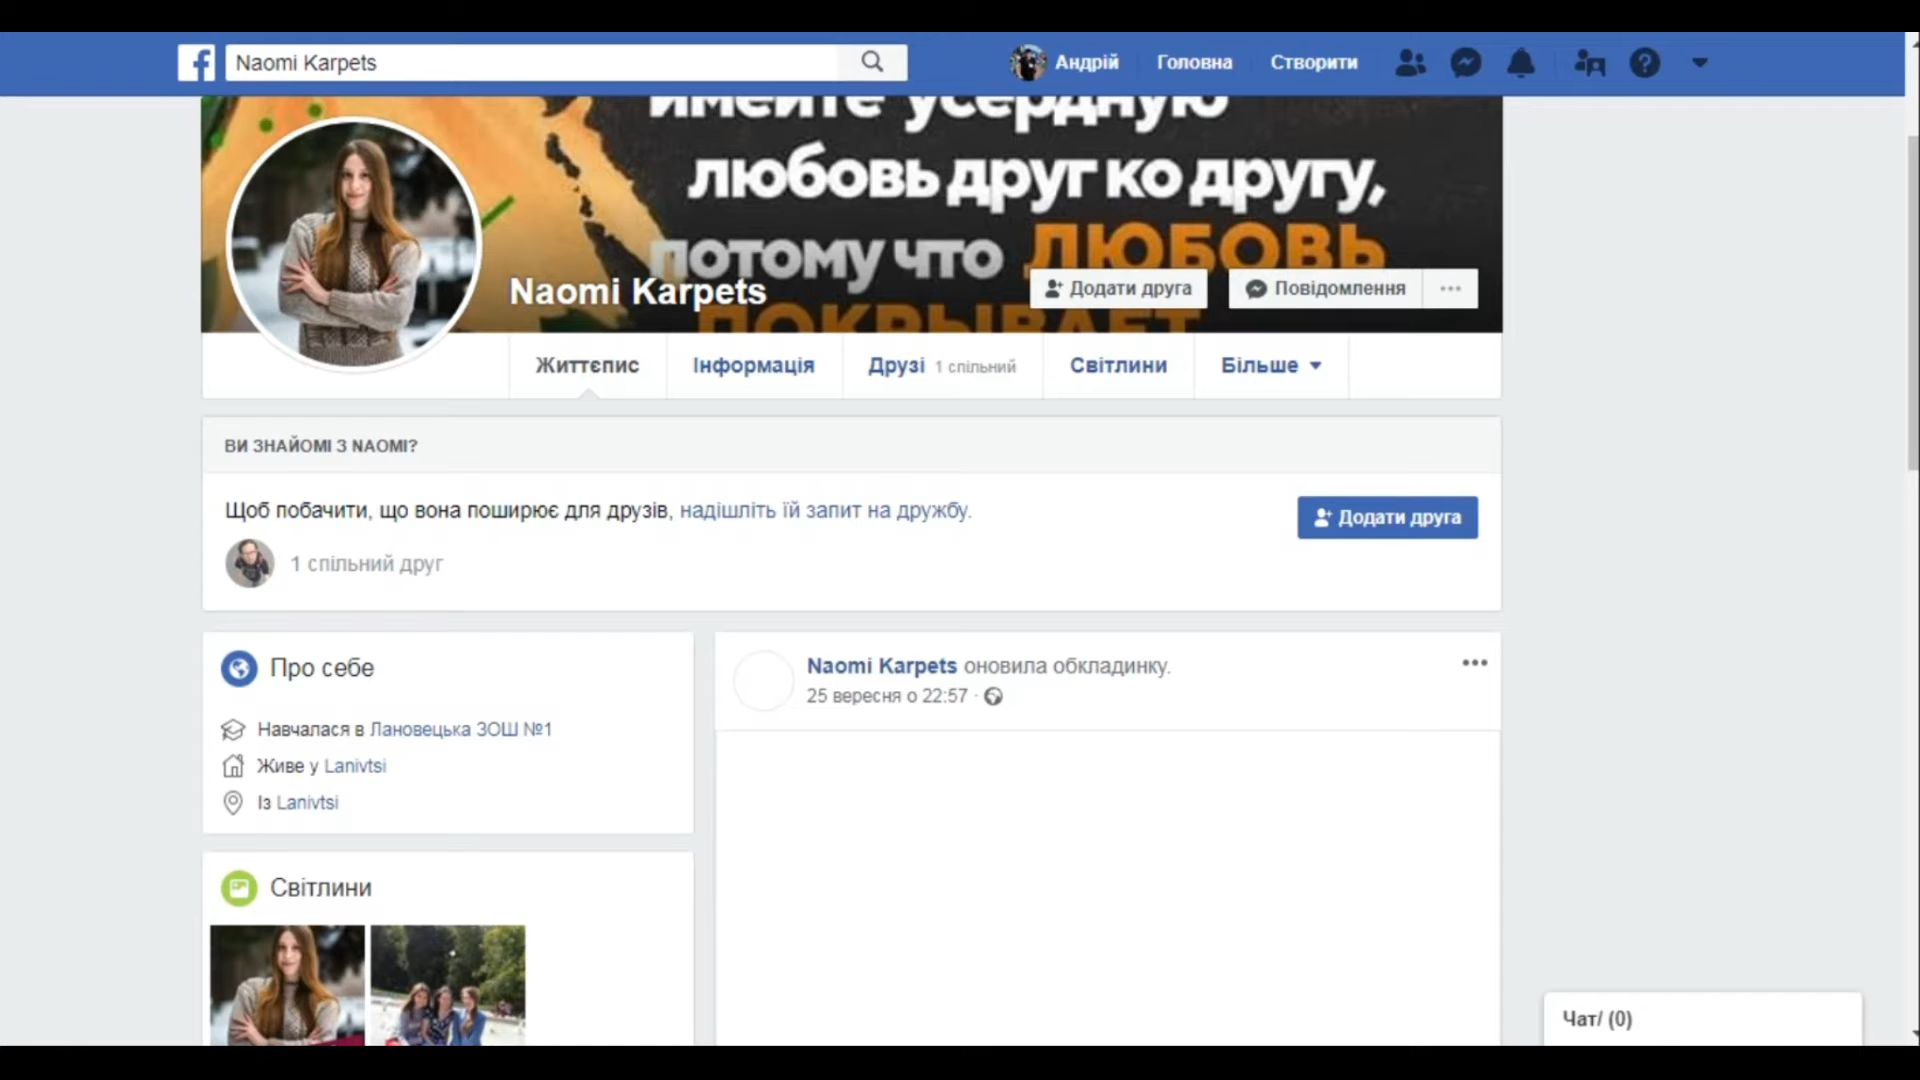 Naomi Karpets
Андрій
Головна
Створити
имейте усердную
любовь друг ко другу,
потому что ЛЮБОВЬ
ПОКРЫВАЕТ
Naomi Karpets
Додати друга
Повідомлення
Життєпис
Інформація
Друзі 1 спільний
Світлини
Більше
ВИ ЗНАЙОМІ З NAOMI?
Щоб побачити, що вона поширює для друзів, надішліть їй запит на дружбу.
Додати друга
1 спільний друг
Про себе
Навчалася в Лановецька ЗОШ №1
Живе у Lanivtsi
Із Lanivtsi
Світлини
Naomi Karpets оновила обкладинку.
25 вересня о 22:57 ·
Чат/ (0)